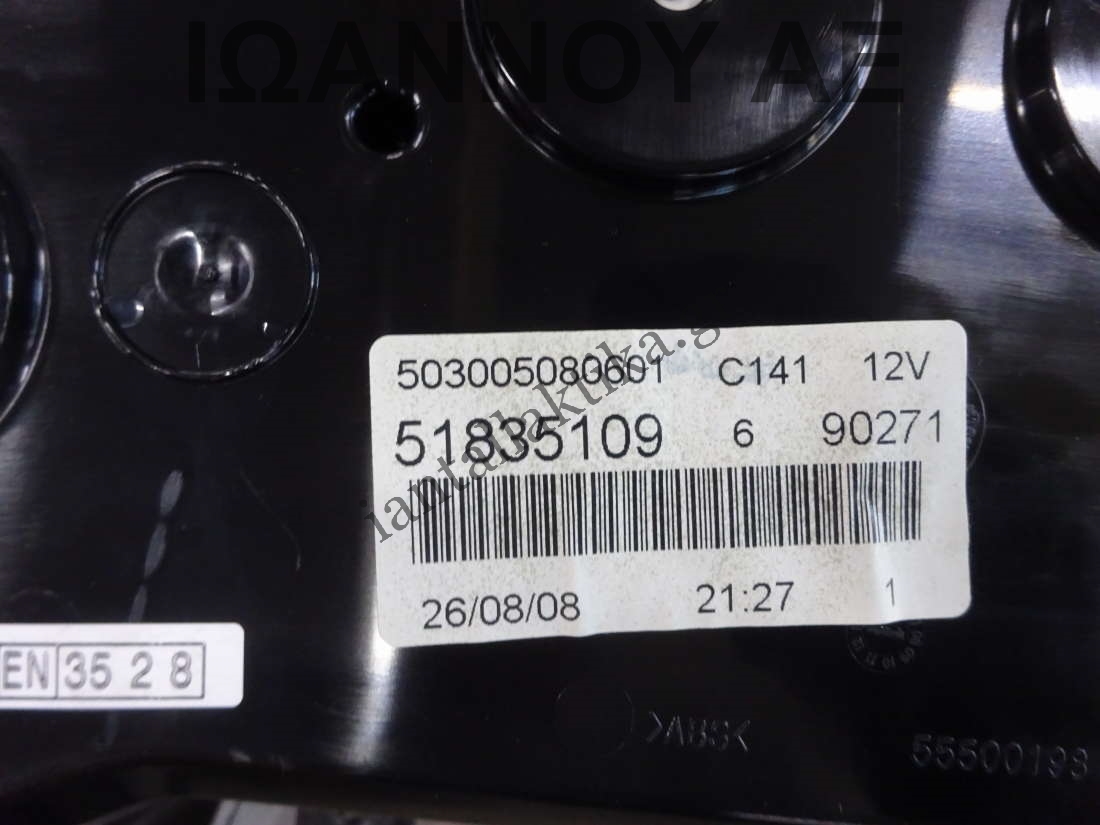 ΙΩΑΝΝΟΥ ΑΕ
503005080601 C141 12V
51835109 6 90271
iantallaktika.g
26/08/08 21:27 1
EN 35 2 8
>ABS<
55500198